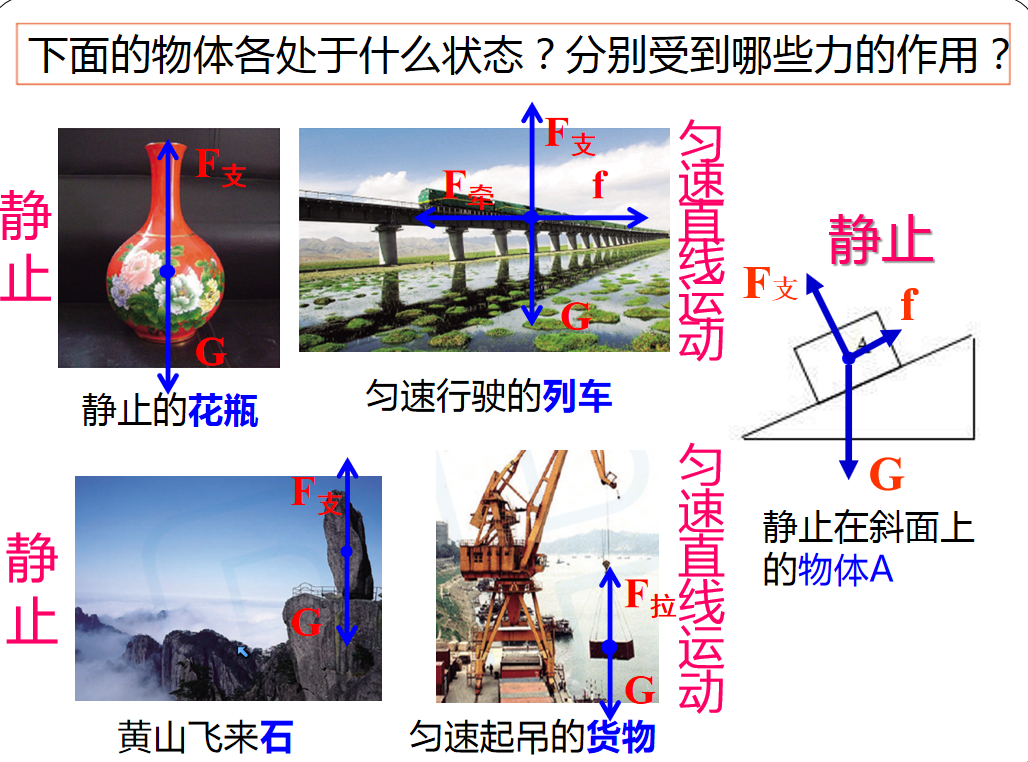 下面的物体各处于什么状态？分别受到哪些力的作用？
静止
F支
G
静止的花瓶
F支
F牵
f
G
匀速行驶的列车
匀速直线运动
静止
F支
f
A
G
静止在斜面上
的物体A
静止
F支
G
黄山飞来石
F拉
G
匀速起吊的货物
匀速直线运动